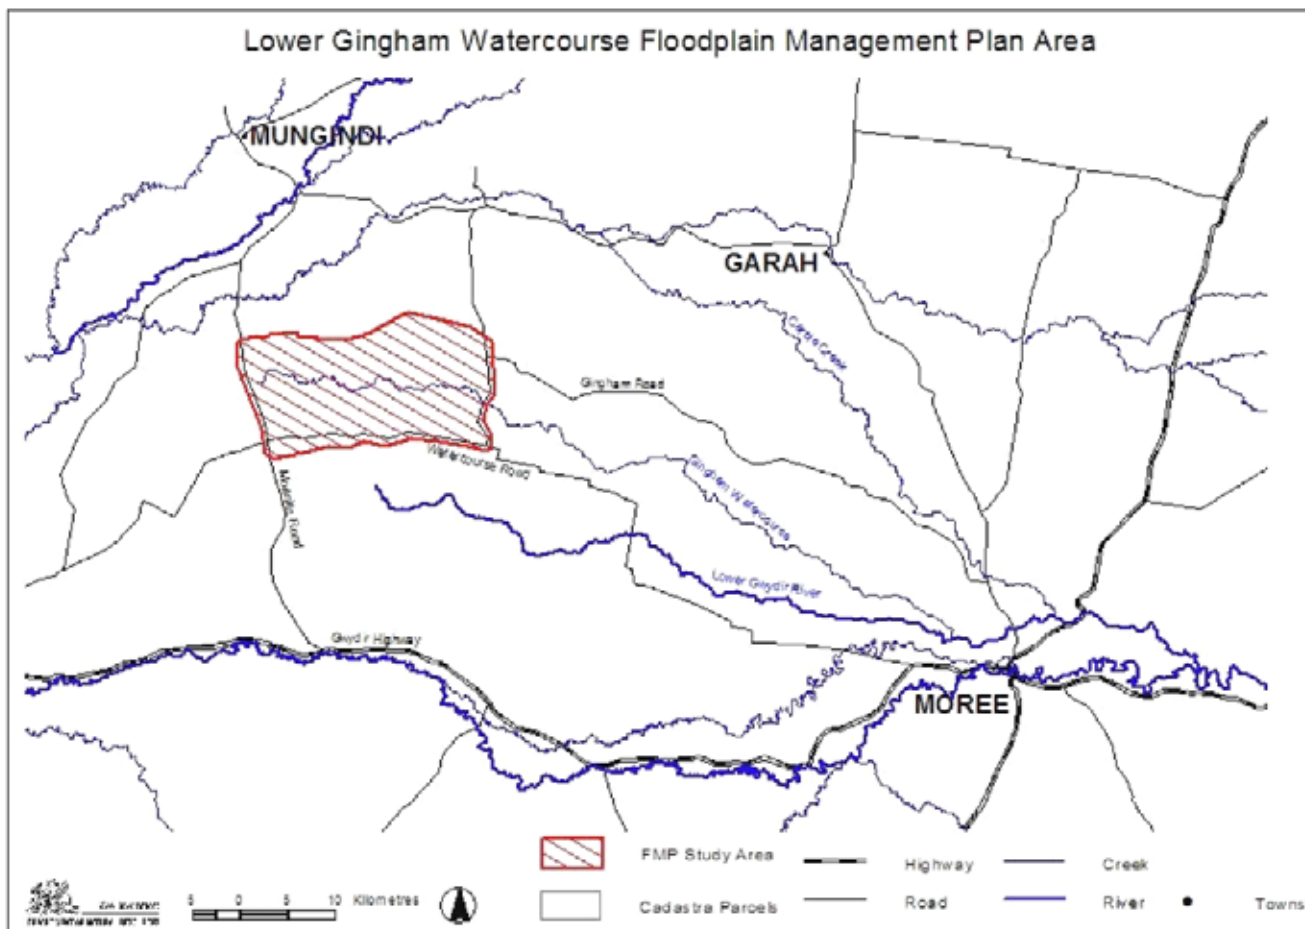 Lower Gingham Watercourse Floodplain Management Plan Area
MUNGINDI
GARAH
Carole Creek
Gingham Road
Watercourse Road
Gingham Watercourse
Road
Lower Gwydir River
Gwydir Highway
MOREE
FMP Study Area
Highway
Creek
5 0 5 10 Kilometres
Cadastra Parcels
Road
River
Towns